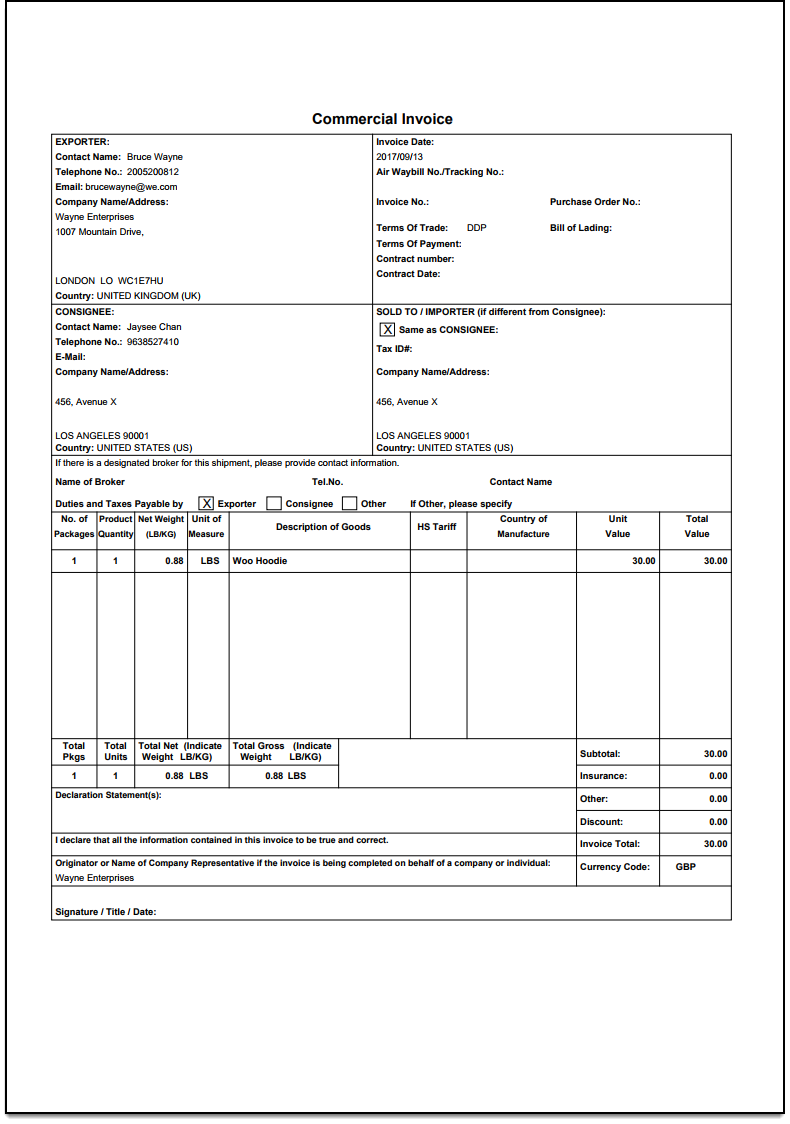 Commercial Invoice
EXPORTER:
Contact Name: Bruce Wayne
Telephone No.: 2005200812
Email: brucewayne@we.com
Company Name/Address:
Wayne Enterprises
1007 Mountain Drive,
LONDON LO WC1E7HU
Country: UNITED KINGDOM (UK)
Invoice Date:
2017/09/13
Air Waybill No./Tracking No.:
Invoice No.: Purchase Order No.:
Terms Of Trade: DDP Bill of Lading:
Terms Of Payment:
Contract number:
Contract Date:
CONSIGNEE:
Contact Name: Jaysee Chan
Telephone No.: 9638527410
E-Mail:
Company Name/Address:
456, Avenue X
LOS ANGELES 90001
Country: UNITED STATES (US)
SOLD TO / IMPORTER (if different from Consignee):
X Same as CONSIGNEE:
Tax ID#:
Company Name/Address:
456, Avenue X
LOS ANGELES 90001
Country: UNITED STATES (US)
If there is a designated broker for this shipment, please provide contact information.
Name of Broker Tel.No. Contact Name
Duties and Taxes Payable by X Exporter Consignee Other If Other, please specify
No. of Packages Product Quantity Net Weight (LB/KG) Unit of Measure Description of Goods HS Tariff Country of Manufacture Unit Value Total Value
1 1 0.88 LBS Woo Hoodie 30.00 30.00
Total Pkgs Total Units Total Net (Indicate Weight LB/KG) Total Gross (Indicate Weight LB/KG)
1 1 0.88 LBS 0.88 LBS
Subtotal: 30.00
Insurance: 0.00
Other: 0.00
Discount: 0.00
Invoice Total: 30.00
Currency Code: GBP
Declaration Statement(s):
I declare that all the information contained in this invoice to be true and correct.
Originator or Name of Company Representative if the invoice is being completed on behalf of a company or individual:
Wayne Enterprises
Signature / Title / Date: